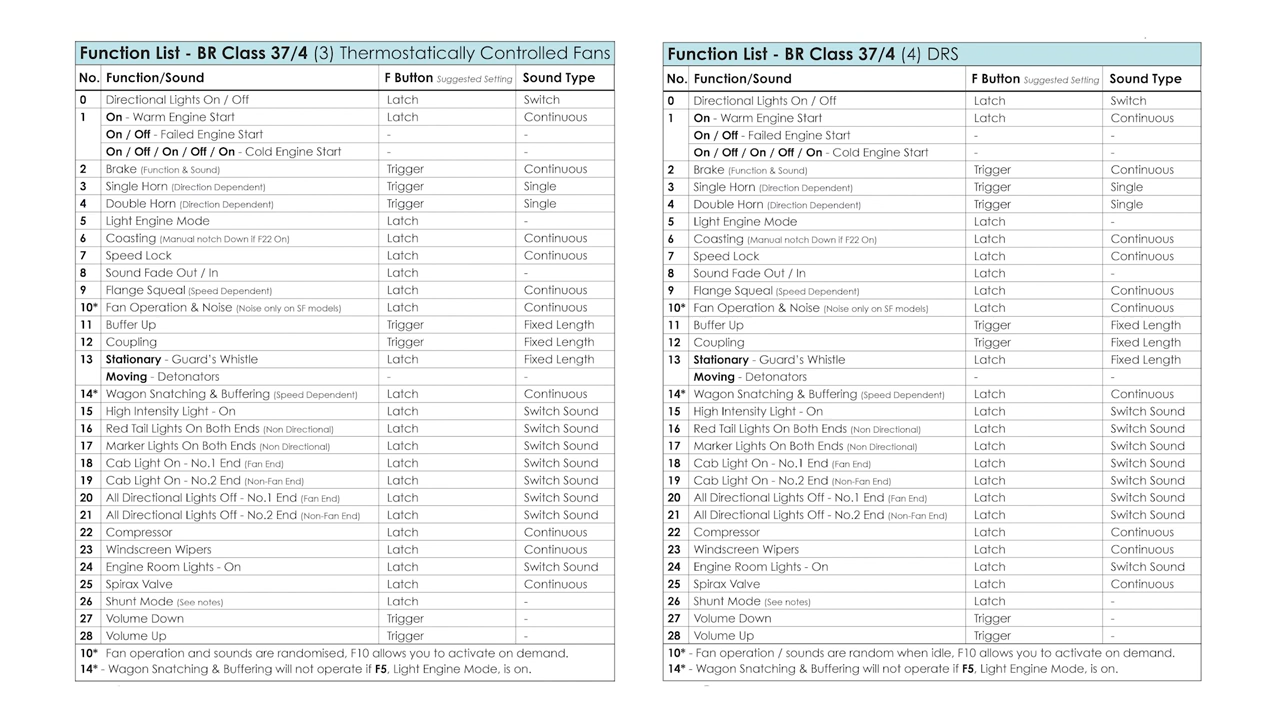 Function List - BR Class 37/4 (3) Thermostatically Controlled Fans
No. Function/Sound F Button Suggested Setting Sound Type
0 Directional Lights On / Off Latch Switch
1 On - Warm Engine Start Latch Continuous
On / Off - Failed Engine Start - -
On / Off / On / Off / On - Cold Engine Start - -
2 Brake (Function & Sound) Trigger Continuous
3 Single Horn (Direction Dependent) Trigger Single
4 Double Horn (Direction Dependent) Trigger Single
5 Light Engine Mode Latch -
6 Coasting (Manual notch Down if F22 On) Latch Continuous
7 Speed Lock Latch Continuous
8 Sound Fade Out / In Latch -
9 Flange Squeal (Speed Dependent) Latch Continuous
10* Fan Operation & Noise (Noise only on SF models) Latch Continuous
11 Buffer Up Trigger Fixed Length
12 Coupling Trigger Fixed Length
13 Stationary - Guard's Whistle Latch Fixed Length
Moving - Detonators - -
14* Wagon Snatching & Buffering (Speed Dependent) Latch Continuous
15 High Intensity Light - On Latch Switch Sound
16 Red Tail Lights On Both Ends (Non Directional) Latch Switch Sound
17 Marker Lights On Both Ends (Non Directional) Latch Switch Sound
18 Cab Light On - No.1 End (Fan End) Latch Switch Sound
19 Cab Light On - No.2 End (Non-Fan End) Latch Switch Sound
20 All Directional Lights Off - No.1 End (Fan End) Latch Switch Sound
21 All Directional Lights Off - No.2 End (Non-Fan End) Latch Switch Sound
22 Compressor Latch Continuous
23 Windscreen Wipers Latch Continuous
24 Engine Room Lights - On Latch Switch Sound
25 Spirax Valve Latch Continuous
26 Shunt Mode (See notes) Latch -
27 Volume Down Trigger -
28 Volume Up Trigger -
10* Fan operation and sounds are randomised, F10 allows you to activate on demand.
14* - Wagon Snatching & Buffering will not operate if F5, Light Engine Mode, is on.
Function List - BR Class 37/4 (4) DRS
No. Function/Sound F Button Suggested Setting Sound Type
0 Directional Lights On / Off Latch Switch
1 On - Warm Engine Start Latch Continuous
On / Off - Failed Engine Start - -
On / Off / On / Off / On - Cold Engine Start - -
2 Brake (Function & Sound) Trigger Continuous
3 Single Horn (Direction Dependent) Trigger Single
4 Double Horn (Direction Dependent) Trigger Single
5 Light Engine Mode Latch -
6 Coasting (Manual notch Down if F22 On) Latch Continuous
7 Speed Lock Latch Continuous
8 Sound Fade Out / In Latch -
9 Flange Squeal (Speed Dependent) Latch Continuous
10* Fan Operation & Noise (Noise only on SF models) Latch Continuous
11 Buffer Up Trigger Fixed Length
12 Coupling Trigger Fixed Length
13 Stationary - Guard's Whistle Latch Fixed Length
Moving - Detonators - -
14* Wagon Snatching & Buffering (Speed Dependent) Latch Continuous
15 High Intensity Light - On Latch Switch Sound
16 Red Tail Lights On Both Ends (Non Directional) Latch Switch Sound
17 Marker Lights On Both Ends (Non Directional) Latch Switch Sound
18 Cab Light On - No.1 End (Fan End) Latch Switch Sound
19 Cab Light On - No.2 End (Non-Fan End) Latch Switch Sound
20 All Directional Lights Off - No.1 End (Fan End) Latch Switch Sound
21 All Directional Lights Off - No.2 End (Non-Fan End) Latch Switch Sound
22 Compressor Latch Continuous
23 Windscreen Wipers Latch Continuous
24 Engine Room Lights - On Latch Switch Sound
25 Spirax Valve Latch Continuous
26 Shunt Mode (See notes) Latch -
27 Volume Down Trigger -
28 Volume Up Trigger -
10* - Fan operation / sounds are random when idle, F10 allows you to activate on demand.
14* - Wagon Snatching & Buffering will not operate if F5, Light Engine Mode, is on.